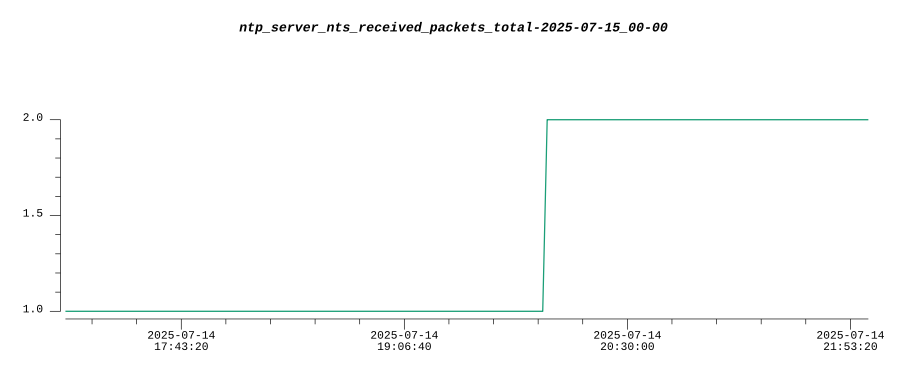 ntp_server_nts_received_packets_total-2025-07-15_00-00
2.0
1.5
1.0
2025-07-14 2025-07-14 2025-07-14 2025-07-14
17:43:20 19:06:40 20:30:00 21:53:20